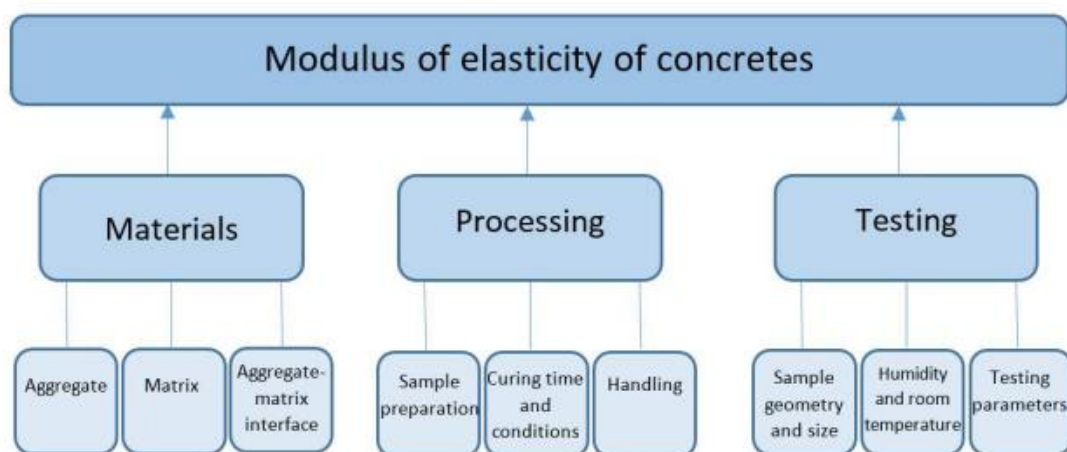 Modulus of elasticity of concretes
Materials
Processing
Testing
Aggregate
Matrix
Aggregate-
matrix
interface
Sample
preparation
Curing time
and
conditions
Handling
Sample
geometry
and size
Humidity
and room
temperature
Testing
parameters